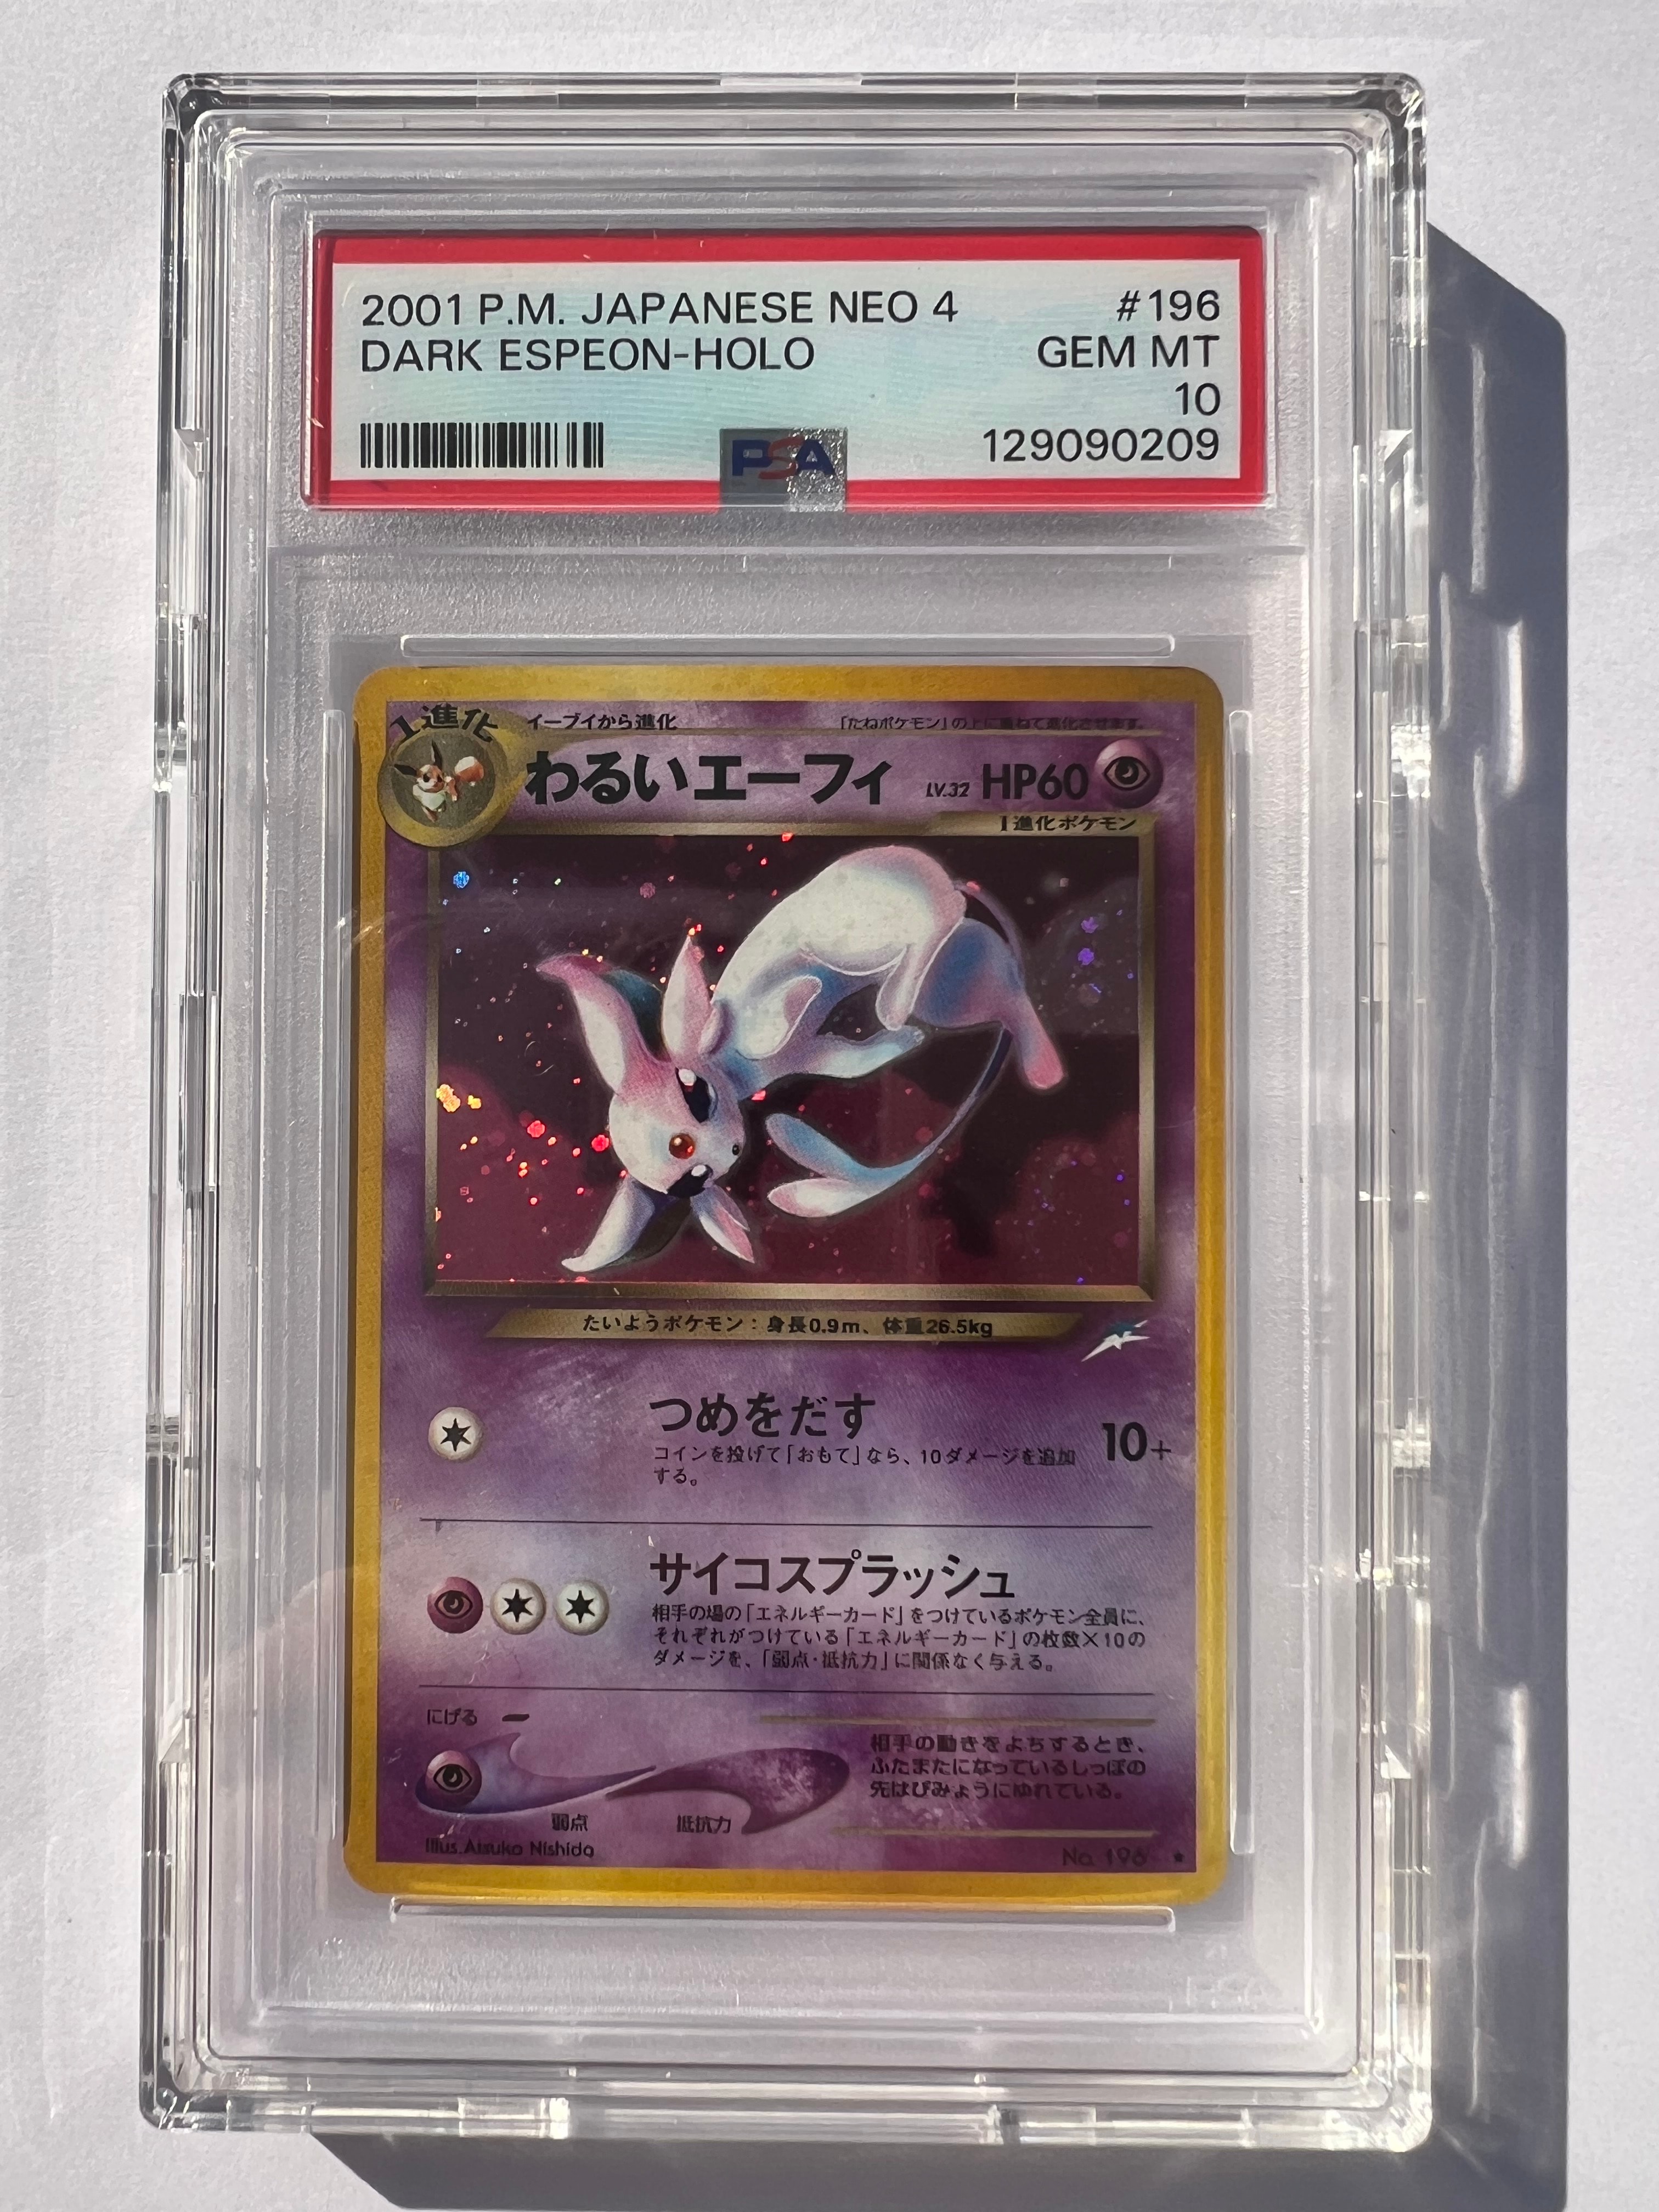 2001 P.M. JAPANESE NEO 4 #196
DARK ESPEON-HOLO GEM MT
10
PSA 129090209
1進化 イーブイから進化 「たねポケモン」の上に重ねて進化させます。
わるいエーフィ LV.32 HP60
1進化ポケモン
たいようポケモン：身長0.9m、体重26.5kg
つめをだす 10+
コインを投げて「おもて」なら、10ダメージを追加
する。
サイコスプラッシュ
相手の場の「エネルギーカード」をつけているポケモン全員に、
それぞれがつけている「エネルギーカード」の枚数×10の
ダメージを、「弱点・抵抗力」に関係なく与える。
にげる
相手の動きをよちするとき、
ふたまたになっているしっぽの
先はびみょうにゆれている。
弱点 抵抗力
Illus. Atsuko Nishida No. 196 ★